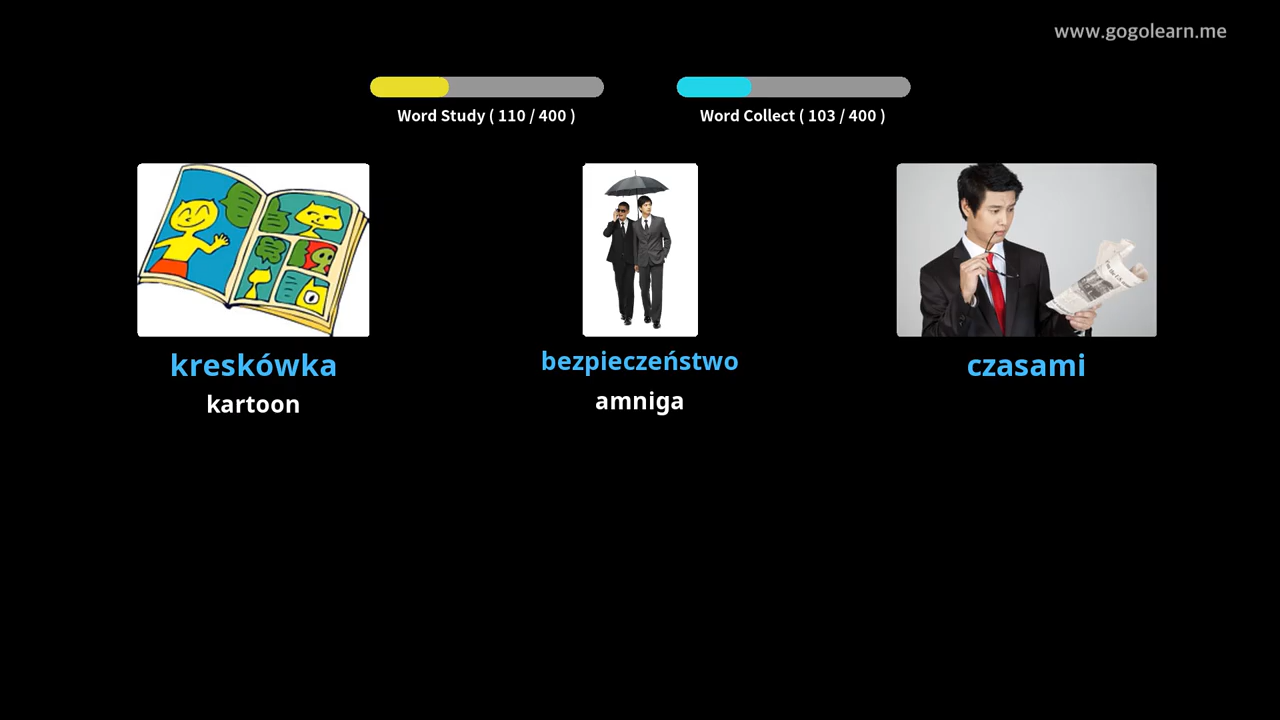 www.gogolearn.me
Word Study ( 110 / 400 )
Word Collect ( 103 / 400 )
kreskówka
bezpieczeństwo
czasami
kartoon
amniga